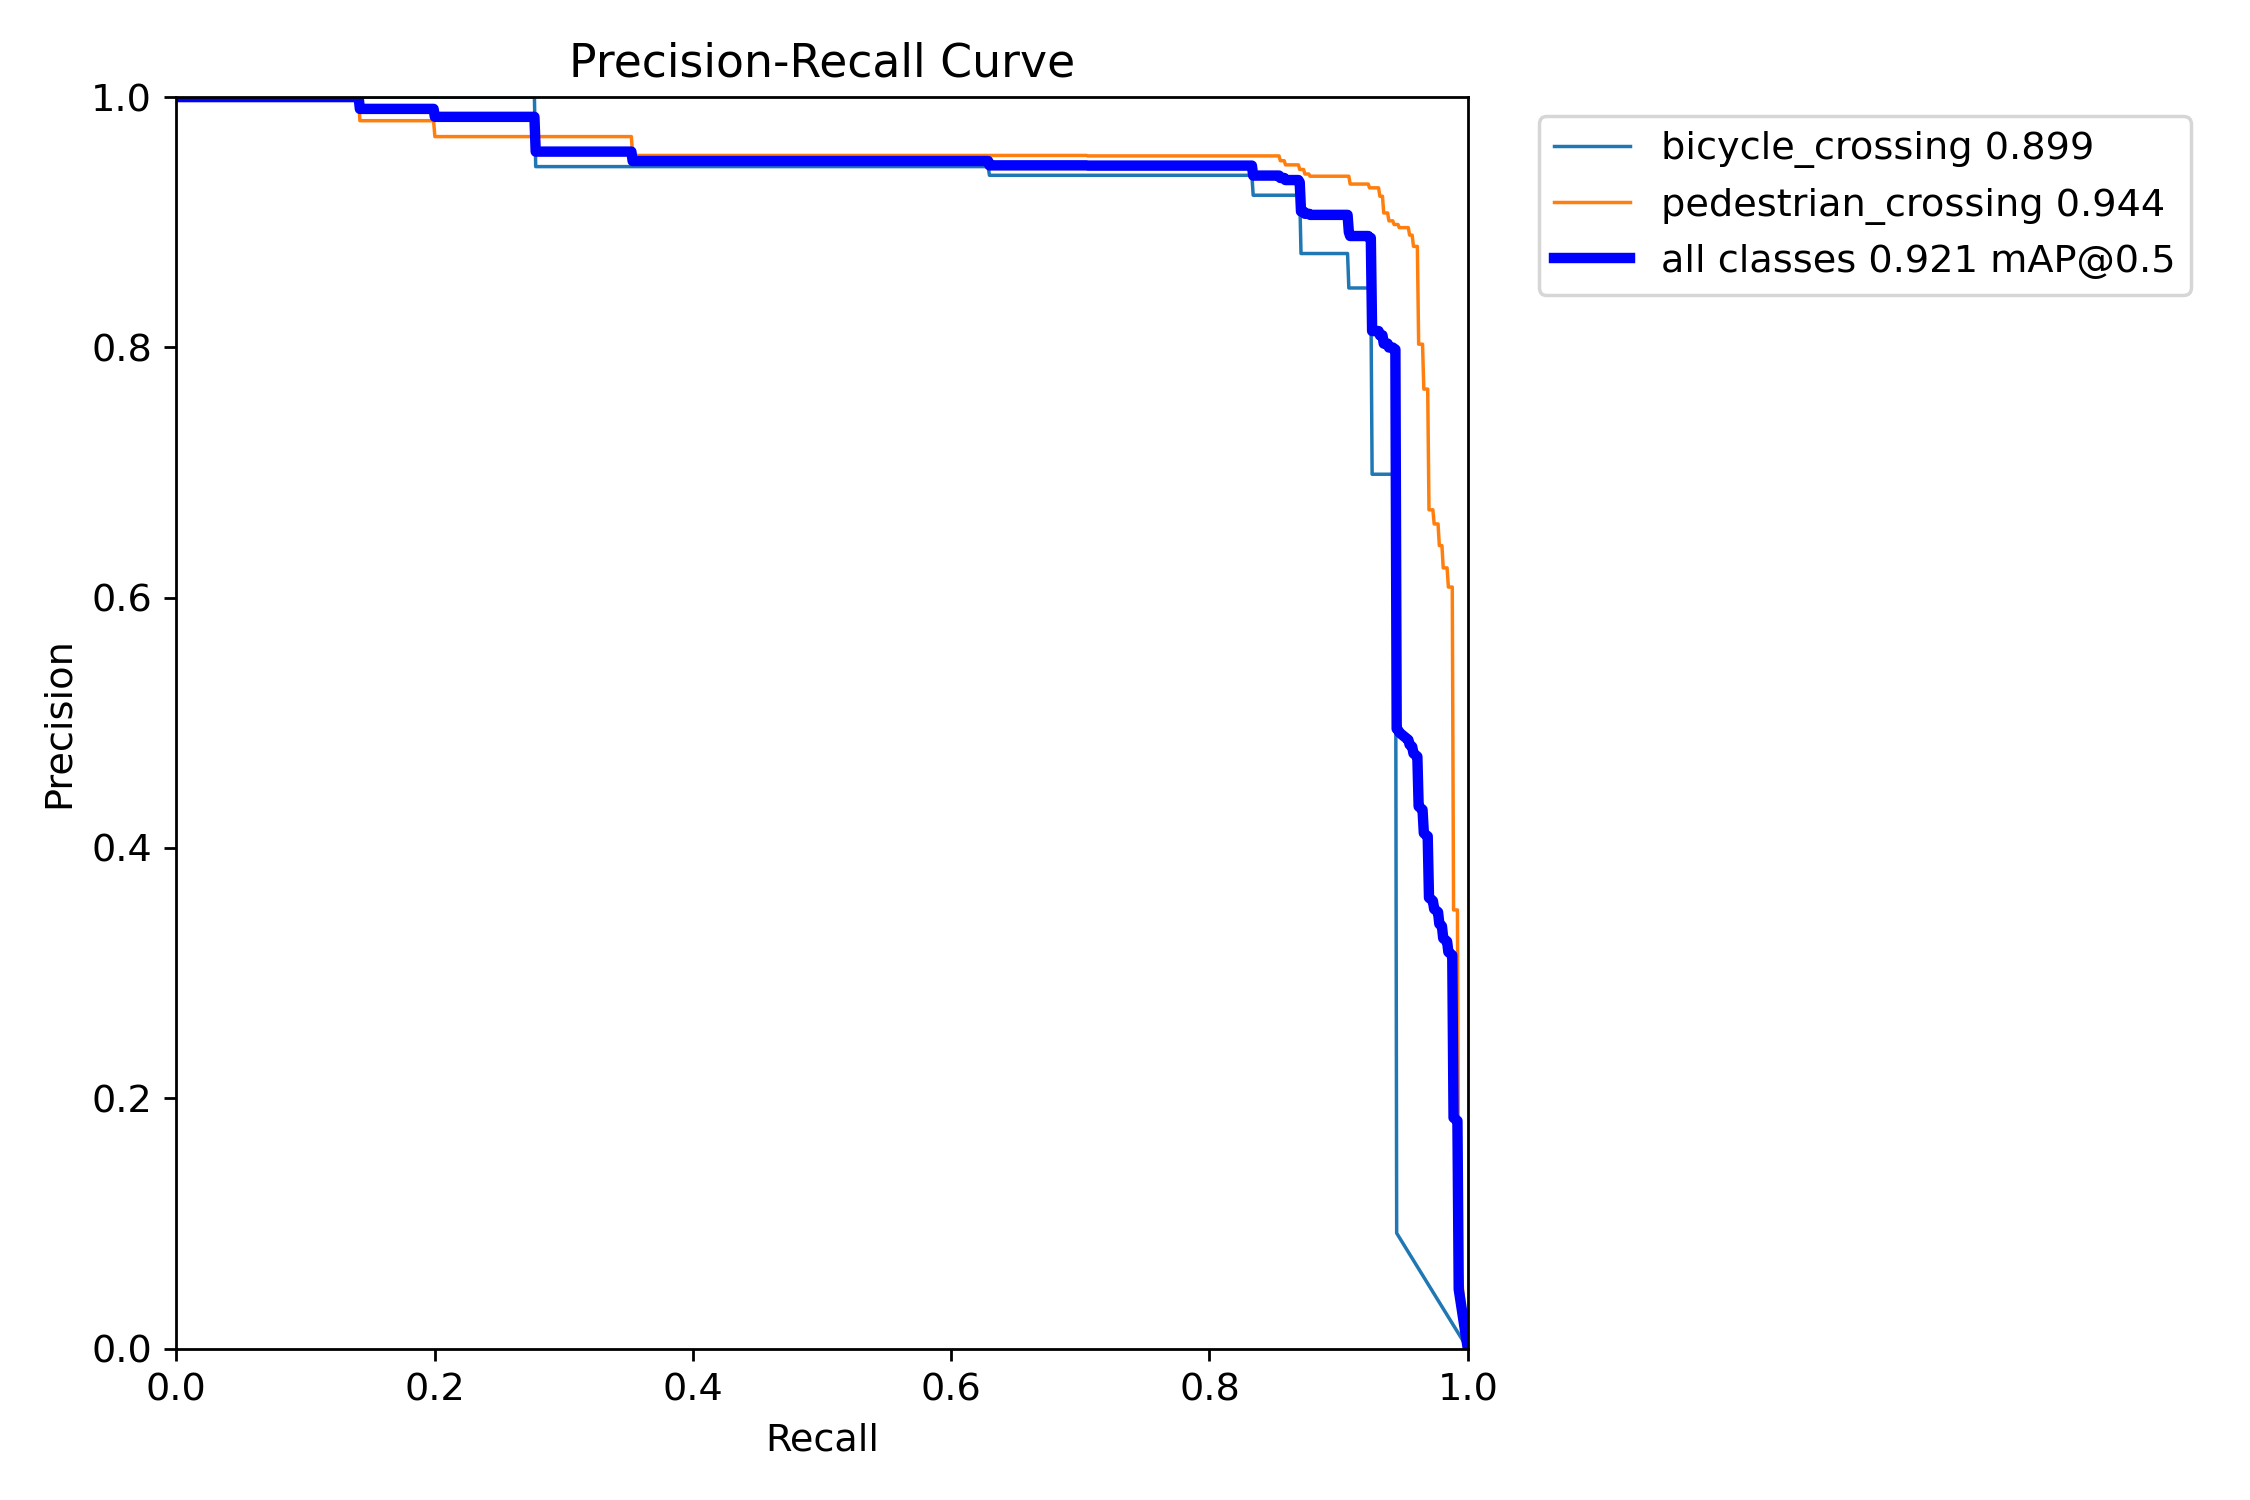 Precision-Recall Curve
1.0
0.8
0.6
0.4
0.2
0.0
Precision
0.0 0.2 0.4 0.6 0.8 1.0
Recall
bicycle_crossing 0.899
pedestrian_crossing 0.944
all classes 0.921 mAP@0.5